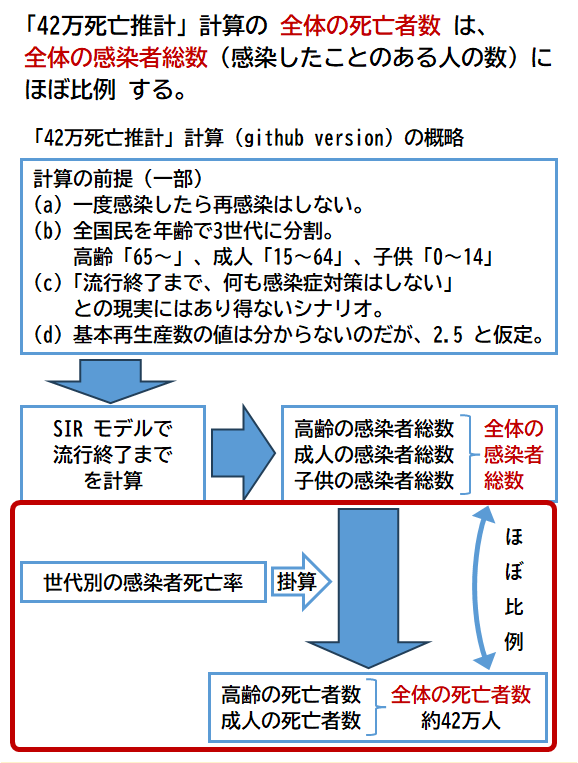 「42万死亡推計」計算の 全体の死亡者数 は、
全体の感染者総数（感染したことのある人の数）に
ほぼ比例 する。
「42万死亡推計」計算（github version）の概略
計算の前提（一部）
（a）一度感染したら再感染はしない。
（b）全国民を年齢で3世代に分割。
高齢「65～」、成人「15～64」、子供「0～14」
（c）「流行終了まで、何も感染症対策はしない」
との現実にはあり得ないシナリオ。
（d）基本再生産数の値は分からないのだが、2.5 と仮定。
SIR モデルで
流行終了まで
を計算
高齢の感染者総数
成人の感染者総数
子供の感染者総数
全体の
感染者
総数
世代別の感染者死亡率
掛算
ほぼ比例
高齢の死亡者数
成人の死亡者数
全体の死亡者数
約42万人